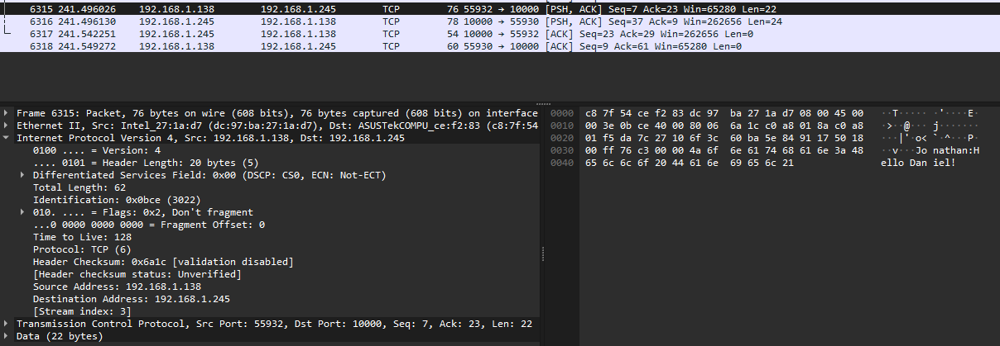 6315 241.496026 192.168.1.138 192.168.1.245 TCP 76 55932 → 10000 [PSH, ACK] Seq=7 Ack=23 Win=65280 Len=22
6316 241.496130 192.168.1.245 192.168.1.138 TCP 78 10000 → 55930 [PSH, ACK] Seq=37 Ack=9 Win=262656 Len=24
6317 241.542251 192.168.1.245 192.168.1.138 TCP 54 10000 → 55932 [ACK] Seq=23 Ack=29 Win=262656 Len=0
6318 241.549272 192.168.1.138 192.168.1.245 TCP 60 55930 → 10000 [ACK] Seq=9 Ack=61 Win=65280 Len=0
Frame 6315: Packet, 76 bytes on wire (608 bits), 76 bytes captured (608 bits) on interface
Ethernet II, Src: Intel_27:1a:d7 (dc:97:ba:27:1a:d7), Dst: ASUSTekCOMPU_ce:f2:83 (c8:7f:54
Internet Protocol Version 4, Src: 192.168.1.138, Dst: 192.168.1.245
0100 .... = Version: 4
.... 0101 = Header Length: 20 bytes (5)
Differentiated Services Field: 0x00 (DSCP: CS0, ECN: Not-ECT)
Total Length: 62
Identification: 0x0bce (3022)
010. .... = Flags: 0x2, Don't fragment
...0 0000 0000 0000 = Fragment Offset: 0
Time to Live: 128
Protocol: TCP (6)
Header Checksum: 0x6a1c [validation disabled]
[Header checksum status: Unverified]
Source Address: 192.168.1.138
Destination Address: 192.168.1.245
[Stream index: 3]
Transmission Control Protocol, Src Port: 55932, Dst Port: 10000, Seq: 7, Ack: 23, Len: 22
Data (22 bytes)
0000 c8 7f 54 ce f2 83 dc 97 ba 27 1a d7 08 00 45 00 ··T····· ·'····E·
0010 00 3e 0b ce 40 00 80 06 6a 1c c0 a8 01 8a c0 a8 ·>··@··· j·······
0020 01 f5 da 7c 27 10 6f 3c 60 ba 5e 84 91 17 50 18 ···|'·o< `·^···P·
0030 00 ff 76 c3 00 00 4a 6f 6e 61 74 68 61 6e 3a 48 ··v···Jo nathan:H
0040 65 6c 6c 6f 20 44 61 6e 69 65 6c 21 ello Dan iel!